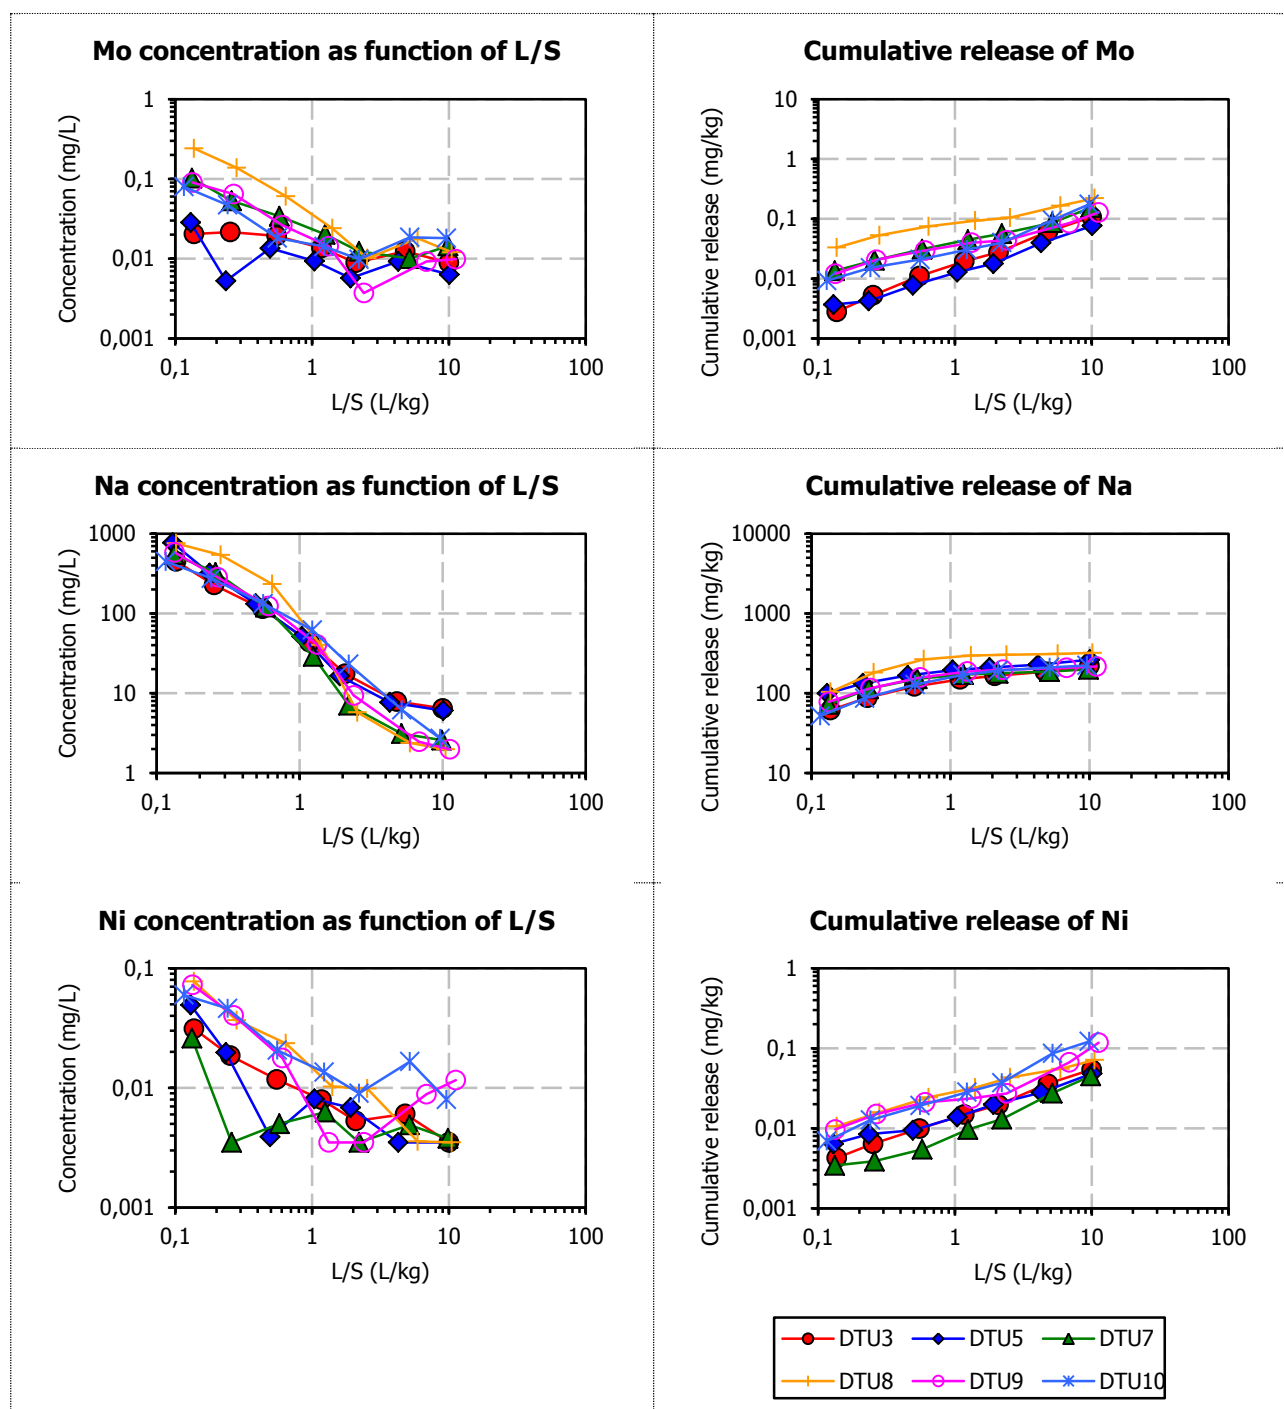 Mo concentration as function of L/S
Concentration (mg/L)
1
0,1
0,01
0,001
0,1 1 10 100
L/S (L/kg)
Cumulative release of Mo
Cumulative release (mg/kg)
10
1
0,1
0,01
0,001
0,1 1 10 100
L/S (L/kg)
Na concentration as function of L/S
Concentration (mg/L)
1000
100
10
1
0,1 1 10 100
L/S (L/kg)
Cumulative release of Na
Cumulative release (mg/kg)
10000
1000
100
10
0,1 1 10 100
L/S (L/kg)
Ni concentration as function of L/S
Concentration (mg/L)
0,1
0,01
0,001
0,1 1 10 100
L/S (L/kg)
Cumulative release of Ni
Cumulative release (mg/kg)
1
0,1
0,01
0,001
0,1 1 10 100
L/S (L/kg)
DTU3 DTU5 DTU7
DTU8 DTU9 DTU10